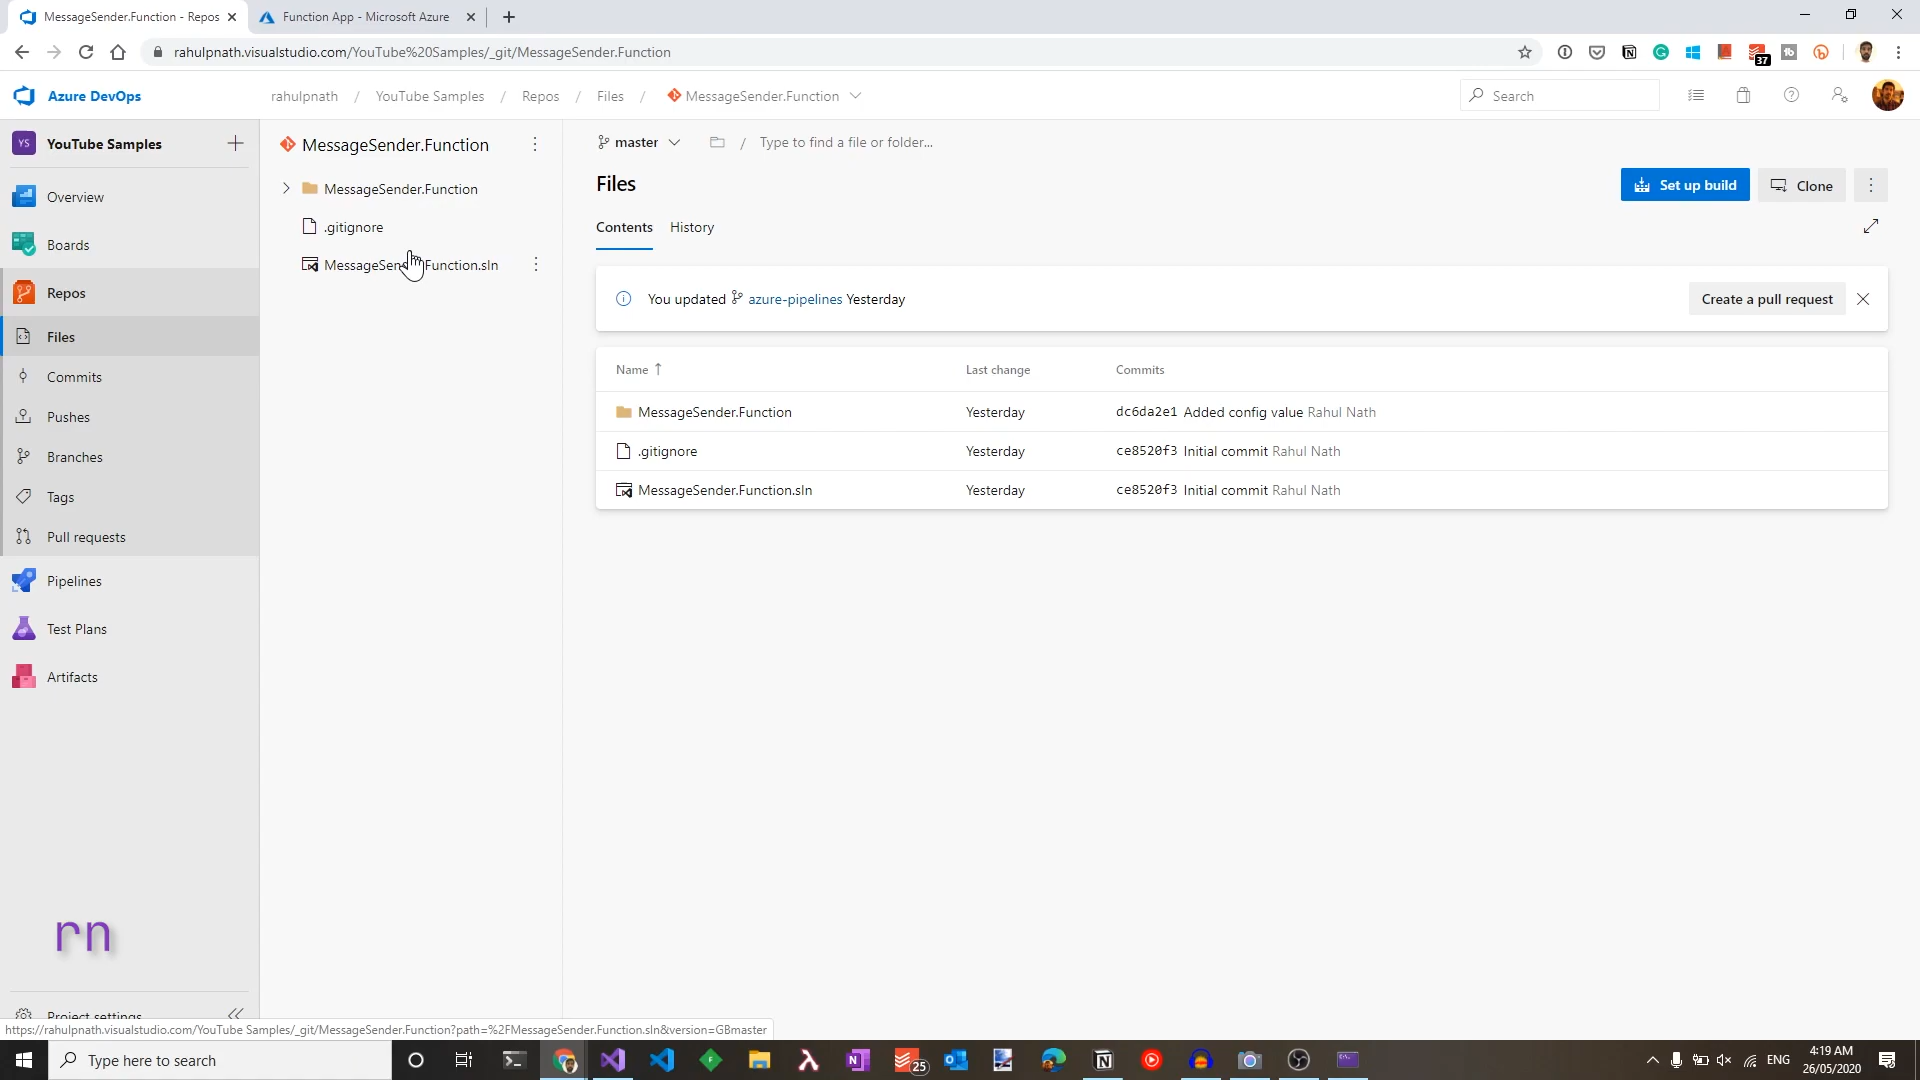 MessageSender.Function - Repos
Function App - Microsoft Azure
rahulpnath.visualstudio.com/YouTube%20Samples/_git/MessageSender.Function
37
Azure DevOps
rahulpnath / YouTube Samples / Repos / Files / MessageSender.Function
Search
YS YouTube Samples
Overview
Boards
Repos
Files
Commits
Pushes
Branches
Tags
Pull requests
Pipelines
Test Plans
Artifacts
rn
Project settings
MessageSender.Function
MessageSender.Function
.gitignore
MessageSender.Function.sln
master / Type to find a file or folder...
Files
Set up build
Clone
Contents History
You updated azure-pipelines Yesterday
Create a pull request
Name ↑ Last change Commits
MessageSender.Function Yesterday dc6da2e1 Added config value Rahul Nath
.gitignore Yesterday ce8520f3 Initial commit Rahul Nath
MessageSender.Function.sln Yesterday ce8520f3 Initial commit Rahul Nath
https://rahulpnath.visualstudio.com/YouTube Samples/_git/MessageSender.Function?path=%2FMessageSender.Function.sln&version=GBmaster
Type here to search
25
ENG
4:19 AM
26/05/2020